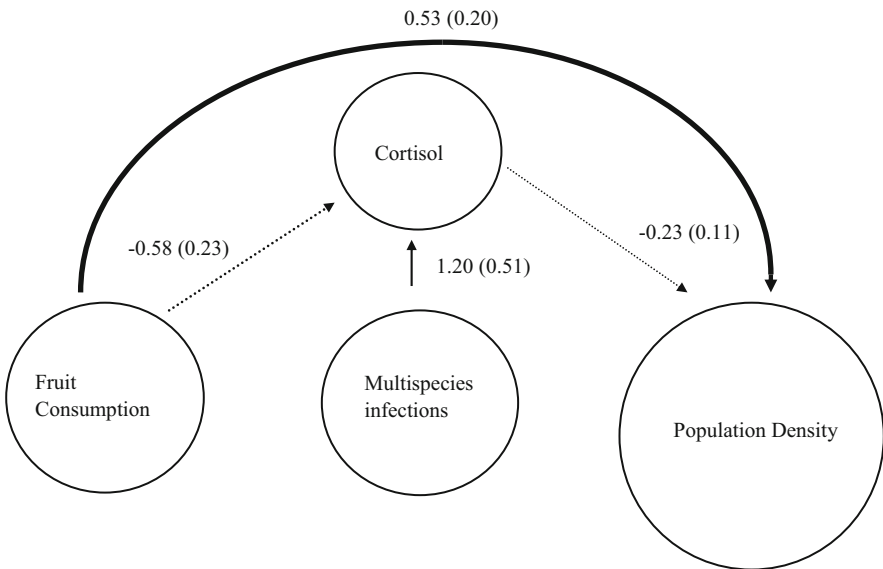 0.53 (0.20)
Cortisol
-0.58 (0.23)
-0.23 (0.11)
1.20 (0.51)
Fruit
Consumption
Multispecies
infections
Population Density